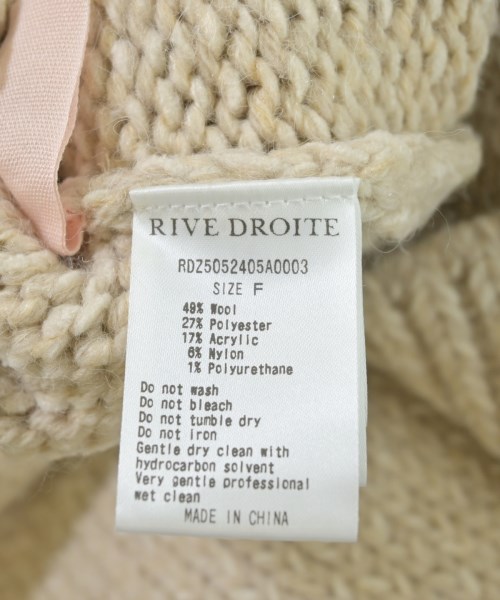 RIVE DROITE
RDZ5052405A0003
SIZE F
49% Wool
27% Polyester
17% Acrylic
6% Nylon
1% Polyurethane
Do not wash
Do not bleach
Do not tumble dry
Do not iron
Gentle dry clean with
hydrocarbon solvent
Very gentle professional
wet clean
MADE IN CHINA